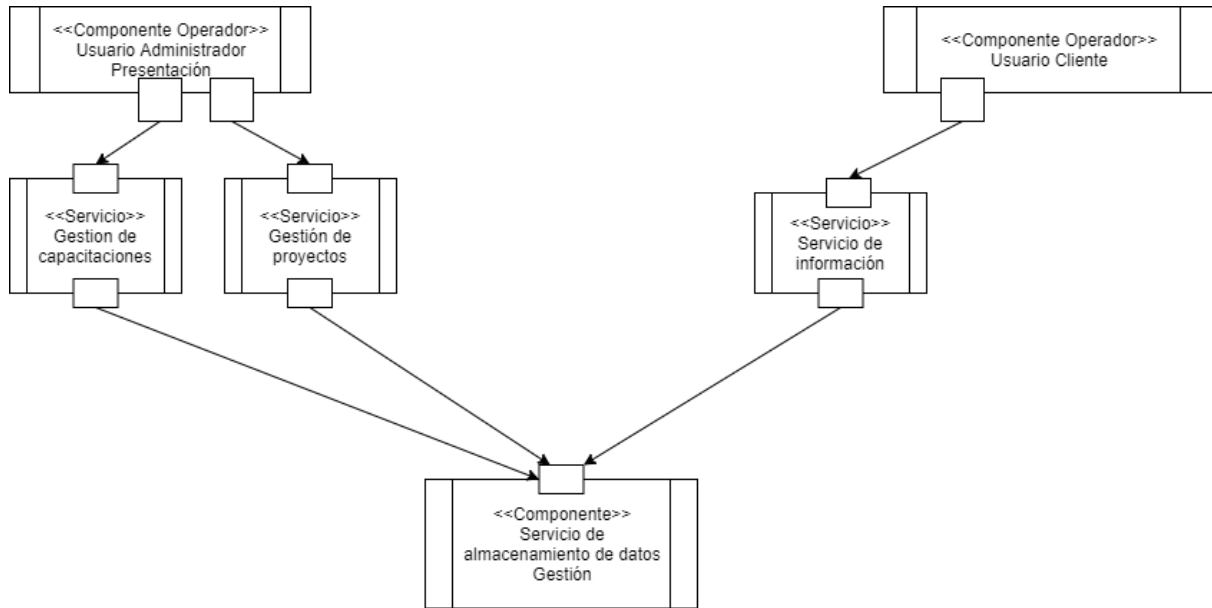 <<Componente Operador>>
Usuario Administrador
Presentación
<<Componente Operador>>
Usuario Cliente
<<Servicio>>
Gestion de
capacitaciones
<<Servicio>>
Gestión de
proyectos
<<Servicio>>
Servicio de
información
<<Componente>>
Servicio de
almacenamiento de datos
Gestión